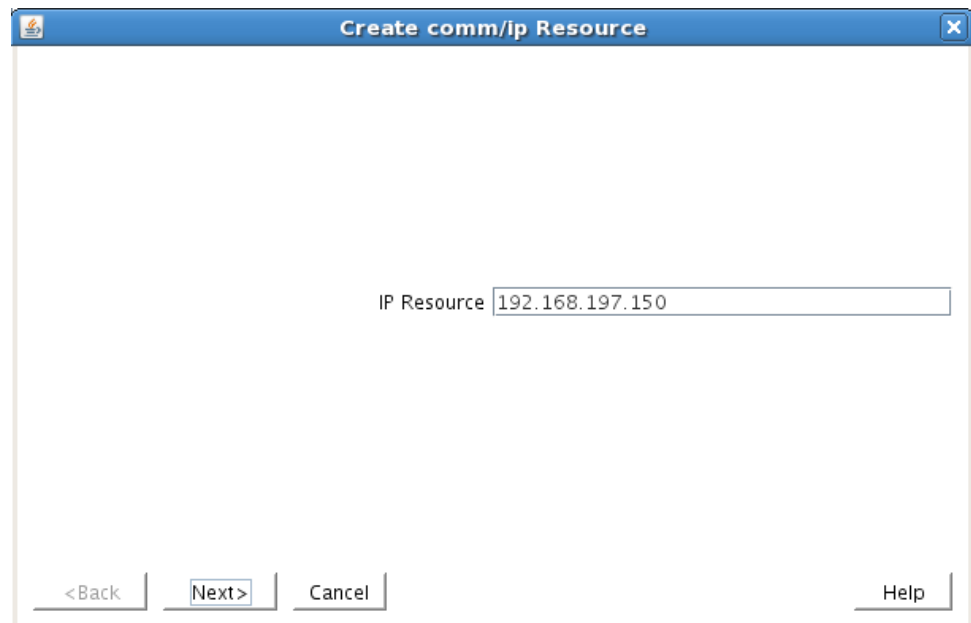 Create comm/ip Resource
IP Resource 192.168.197.150
<Back Next> Cancel Help